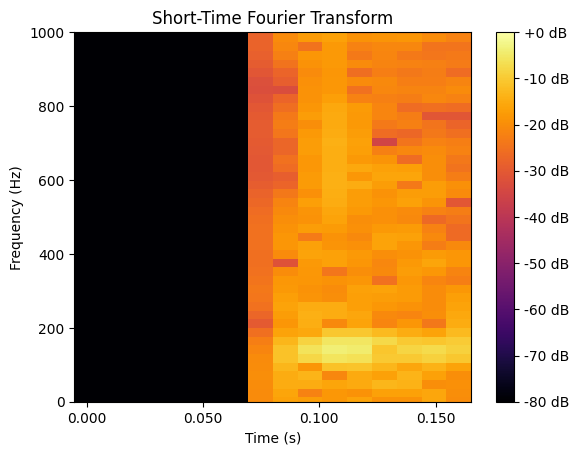 Short-Time Fourier Transform
Frequency (Hz)
1000
800
600
400
200
0
0.000
0.050
0.100
0.150
Time (s)
+0 dB
-10 dB
-20 dB
-30 dB
-40 dB
-50 dB
-60 dB
-70 dB
-80 dB